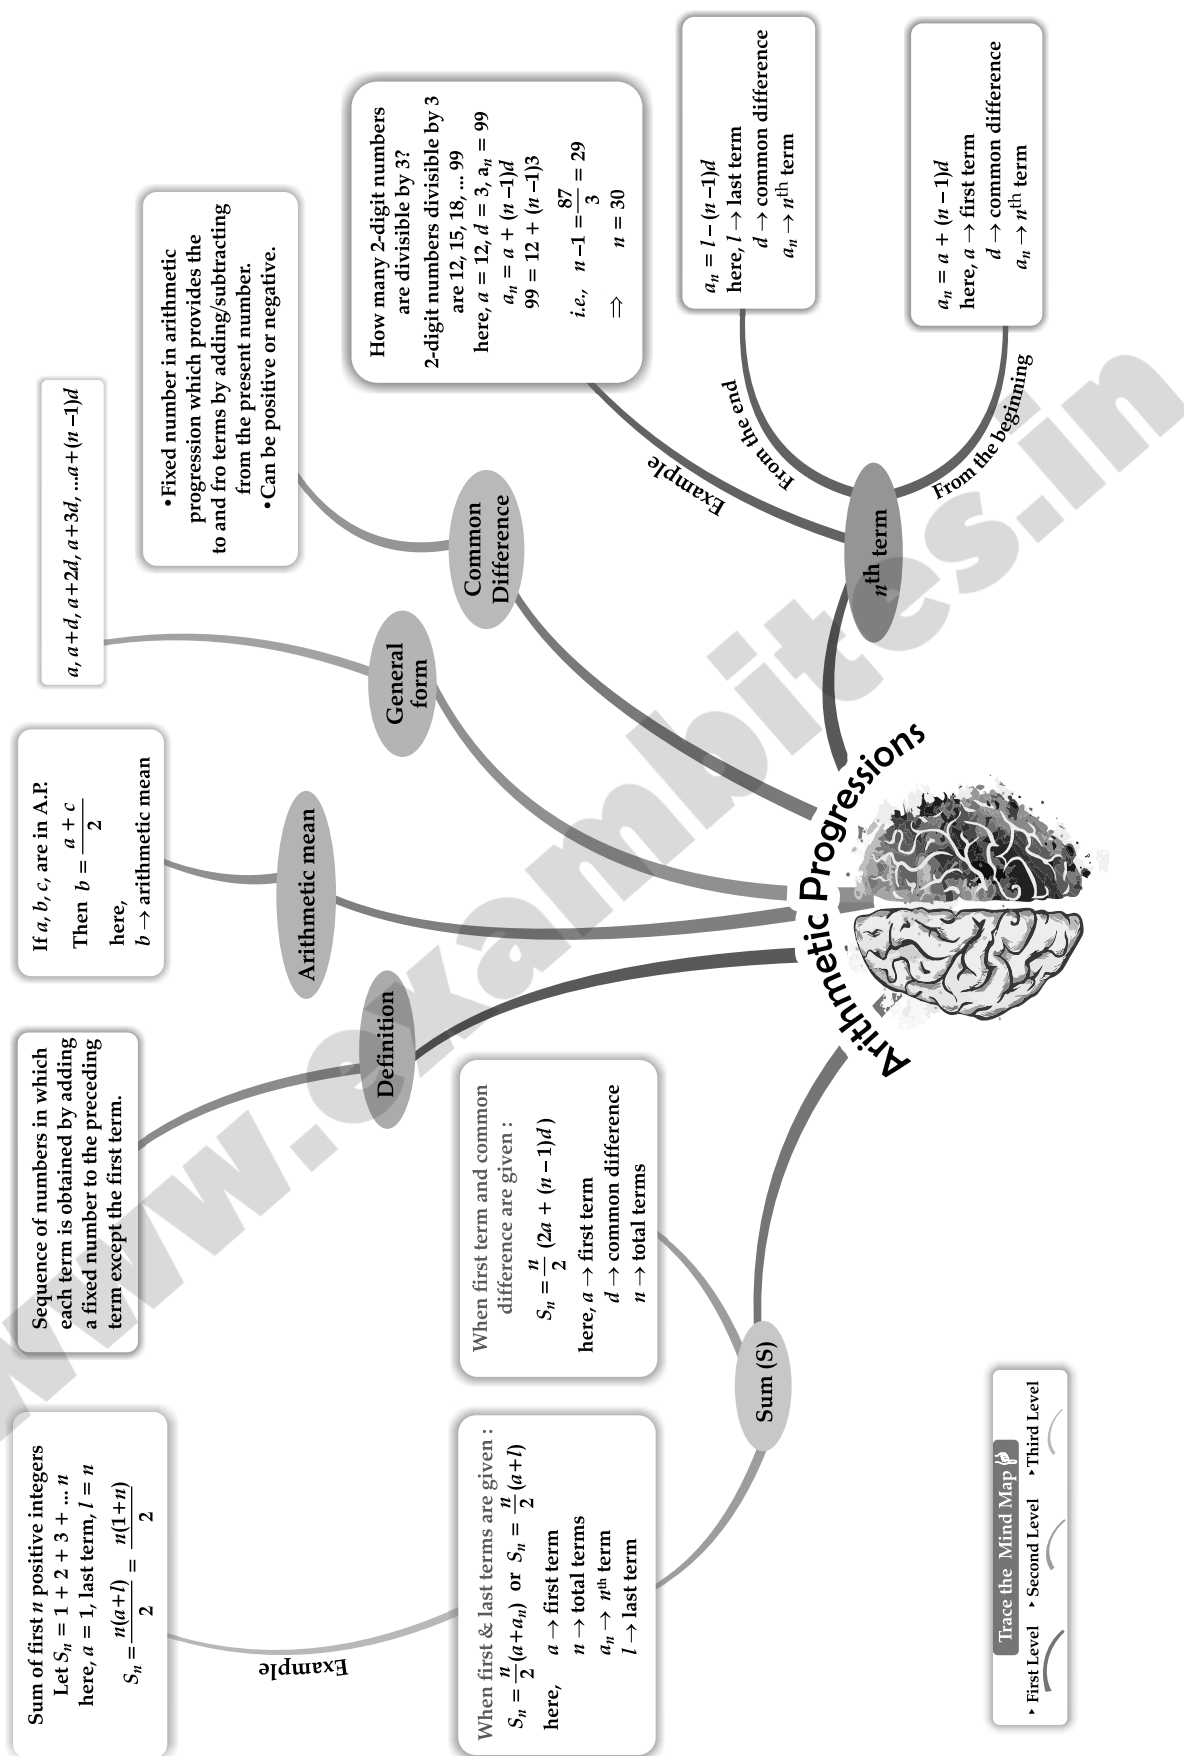 Arithmetic Progressions
Sum (S)
When first & last terms are given :
Sₙ = n/2 (a+aₙ) or Sₙ = n/2 (a+l)
here, a → first term
n → total terms
aₙ → nᵗʰ term
l → last term
Example
Sum of first n positive integers
Let Sₙ = 1 + 2 + 3 + ... n
here, a = 1, last term, l = n
Sₙ = n(a+l)/2 = n(1+n)/2
When first term and common
difference are given :
Sₙ = n/2 (2a + (n – 1)d )
here, a → first term
d → common difference
n → total terms
Definition
Sequence of numbers in which
each term is obtained by adding
a fixed number to the preceding
term except the first term.
Arithmetic mean
If a, b, c, are in A.P.
Then b = a + c/2
here,
b → arithmetic mean
General
form
a, a+d, a+2d, a+3d, ...a+(n –1)d
Common
Difference
•Fixed number in arithmetic
progression which provides the
to and fro terms by adding/subtracting
from the present number.
•Can be positive or negative.
nᵗʰ term
Example
How many 2-digit numbers
are divisible by 3?
2-digit numbers divisible by 3
are 12, 15, 18, ... 99
here, a = 12, d = 3, aₙ = 99
aₙ = a + (n –1)d
99 = 12 + (n –1)3
i.e., n –1 = 87/3 = 29
⇒ n = 30
From the end
aₙ = l – (n –1)d
here, l → last term
d → common difference
aₙ → nᵗʰ term
From the beginning
aₙ = a + (n – 1)d
here, a → first term
d → common difference
aₙ → nᵗʰ term
Trace the Mind Map
▸ First Level ▸ Second Level ▸ Third Level
www.exambites.in